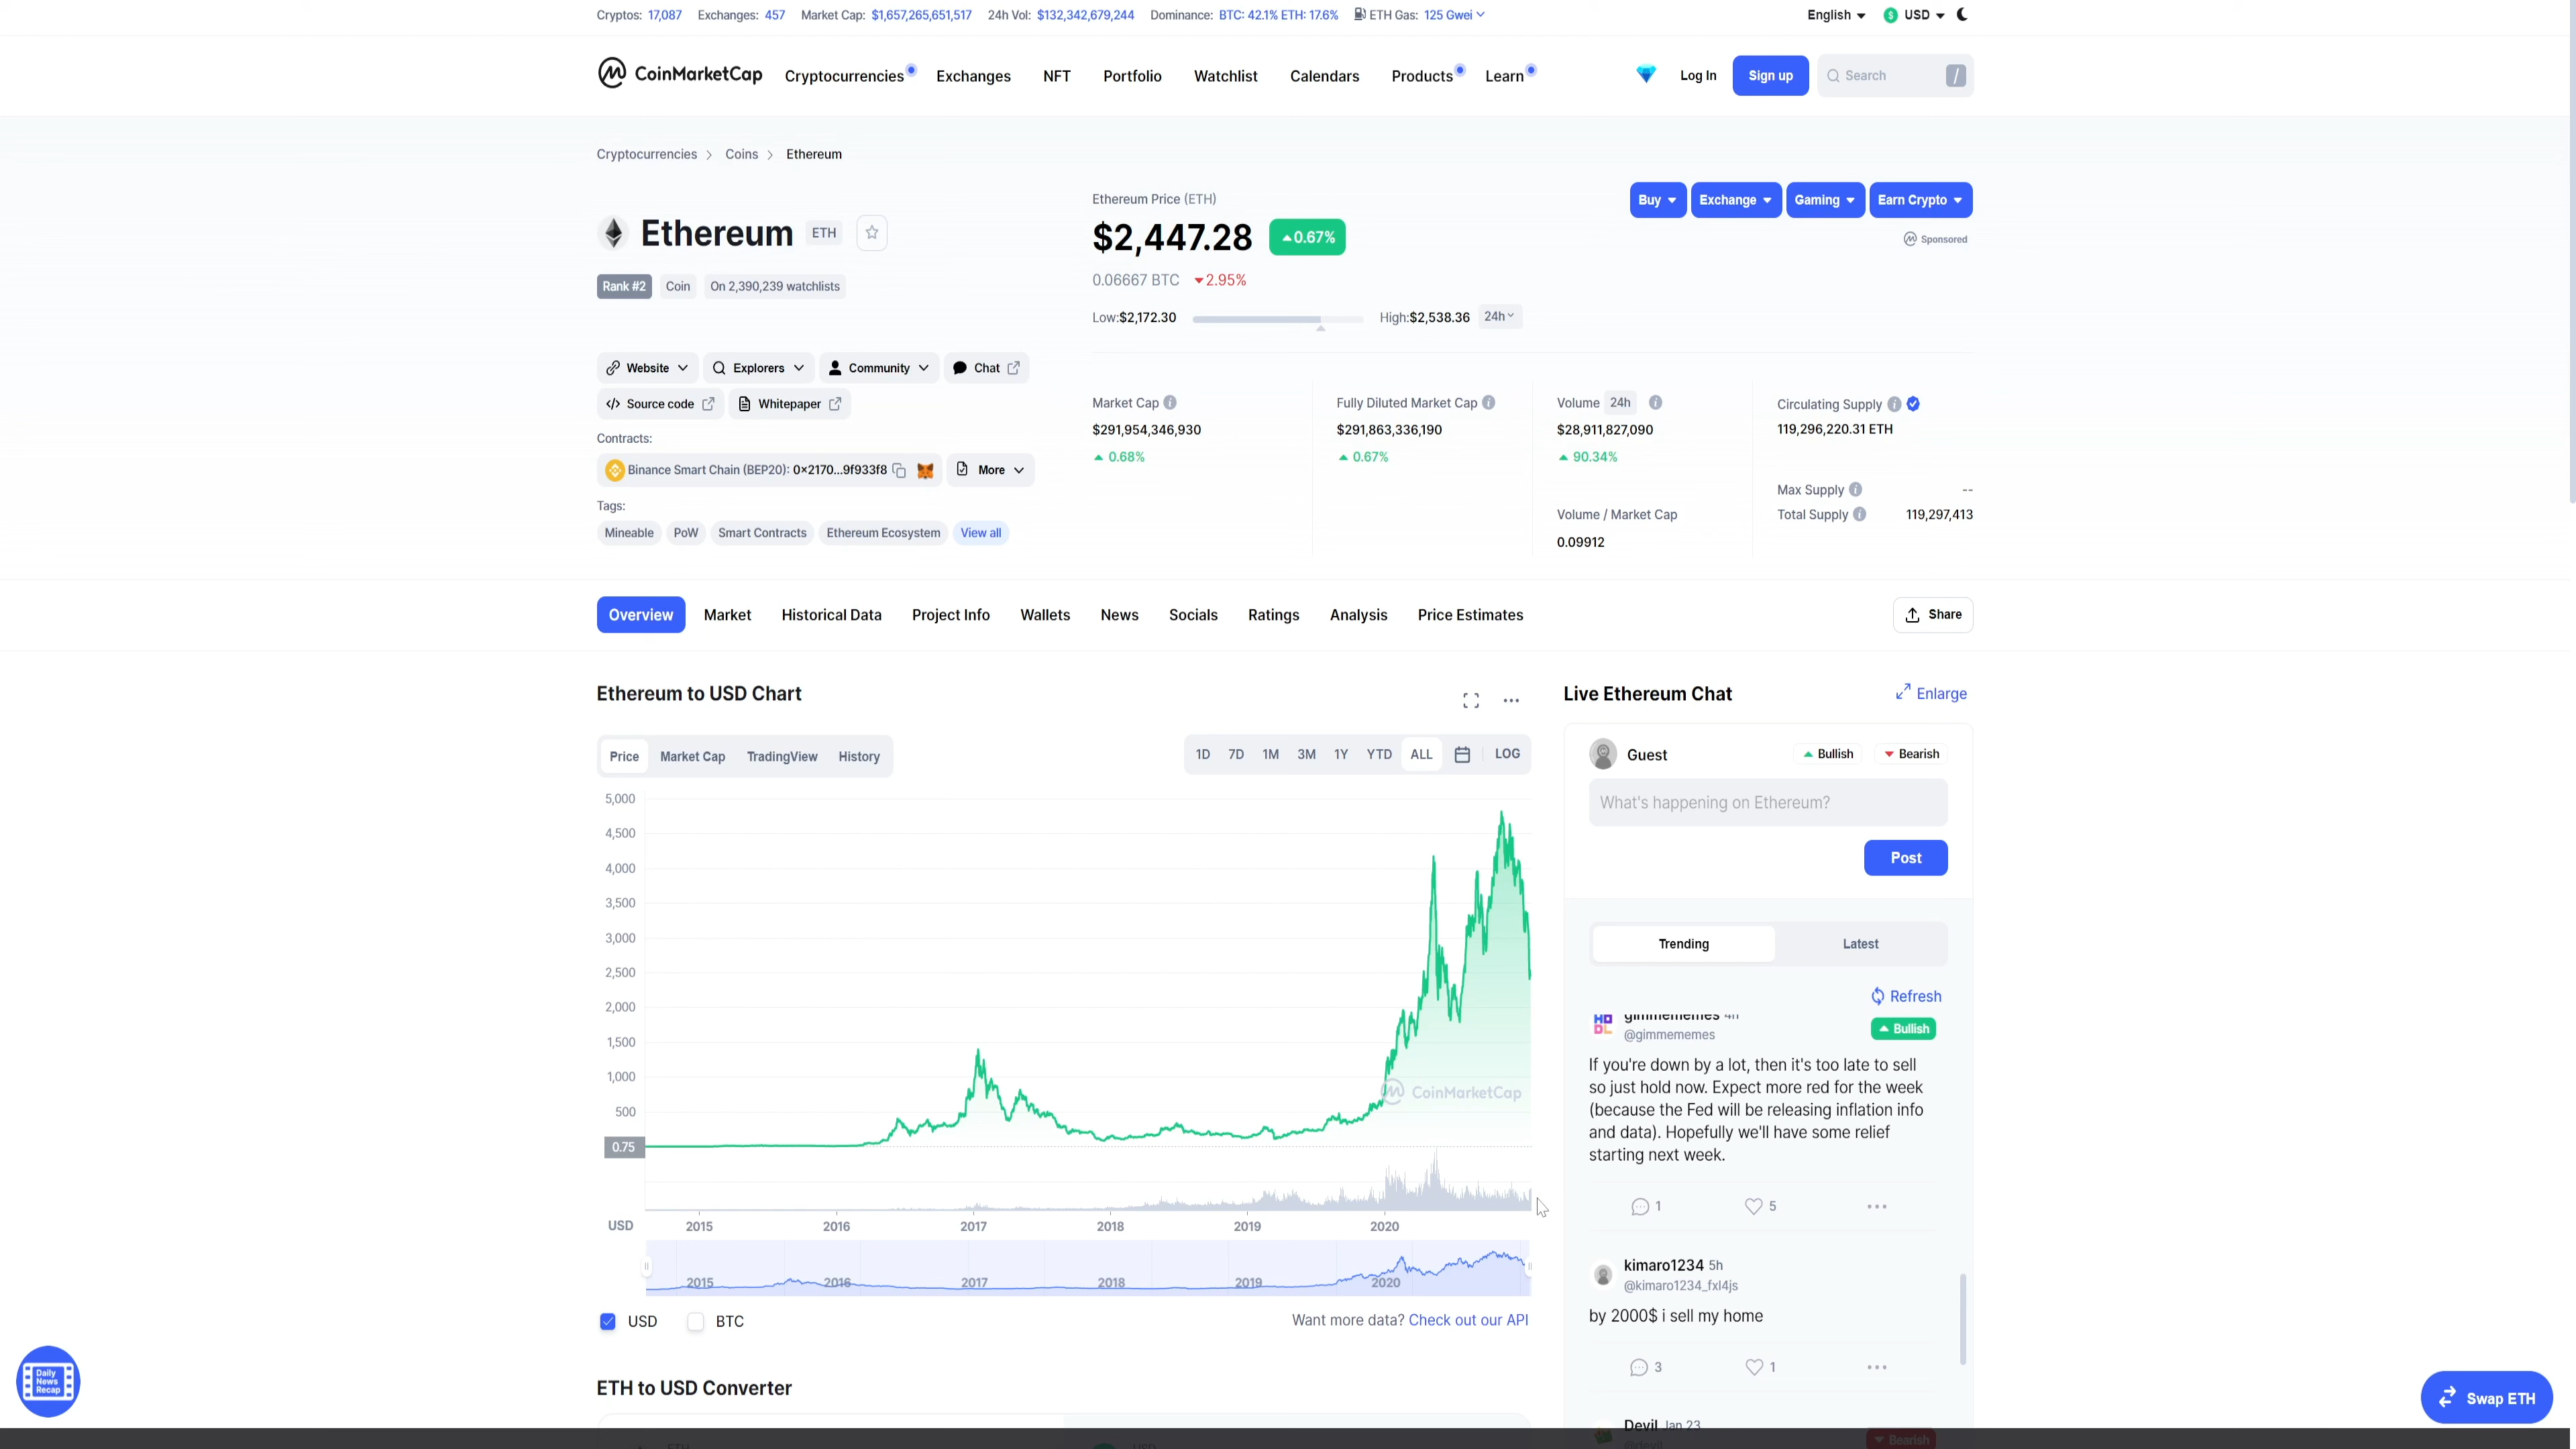 Cryptos: 17,087 Exchanges: 457 Market Cap: $1,657,265,651,517 24h Vol: $132,342,679,244 Dominance: BTC: 42.1% ETH: 17.6% ETH Gas: 125 Gwei English USD
CoinMarketCap Cryptocurrencies Exchanges NFT Portfolio Watchlist Calendars Products Learn Log In Sign up Search /
Cryptocurrencies > Coins > Ethereum
Ethereum ETH
Rank #2 Coin On 2,390,239 watchlists
Website Explorers Community Chat
Source code Whitepaper
Contracts:
Binance Smart Chain (BEP20): 0x2170...9f933f8 More
Tags:
Mineable PoW Smart Contracts Ethereum Ecosystem View all
Ethereum Price (ETH)
$2,447.28 0.67%
0.06667 BTC 2.95%
Low:$2,172.30 High:$2,538.36 24h
Buy Exchange Gaming Earn Crypto
Sponsored
Market Cap
$291,954,346,930
0.68%
Fully Diluted Market Cap
$291,863,336,190
0.67%
Volume 24h
$28,911,827,090
90.34%
Volume / Market Cap
0.09912
Circulating Supply
119,296,220.31 ETH
Max Supply --
Total Supply 119,297,413
Overview Market Historical Data Project Info Wallets News Socials Ratings Analysis Price Estimates Share
Ethereum to USD Chart
Price Market Cap TradingView History 1D 7D 1M 3M 1Y YTD ALL LOG
5,000
4,500
4,000
3,500
3,000
2,500
2,000
1,500
1,000
500
0.75
CoinMarketCap
USD 2015 2016 2017 2018 2019 2020
2015 2016 2017 2018 2019 2020
USD BTC Want more data? Check out our API
ETH to USD Converter
Live Ethereum Chat Enlarge
Guest Bullish Bearish
What's happening on Ethereum?
Post
Trending Latest
Refresh
HODL gimmememes 4h
@gimmememes Bullish
If you're down by a lot, then it's too late to sell
so just hold now. Expect more red for the week
(because the Fed will be releasing inflation info
and data). Hopefully we'll have some relief
starting next week.
1 5
kimaro1234 5h
@kimaro1234_fxl4js
by 2000$ i sell my home
3 1
Devil Jan 23
Bearish
Daily
News
Recap
Swap ETH